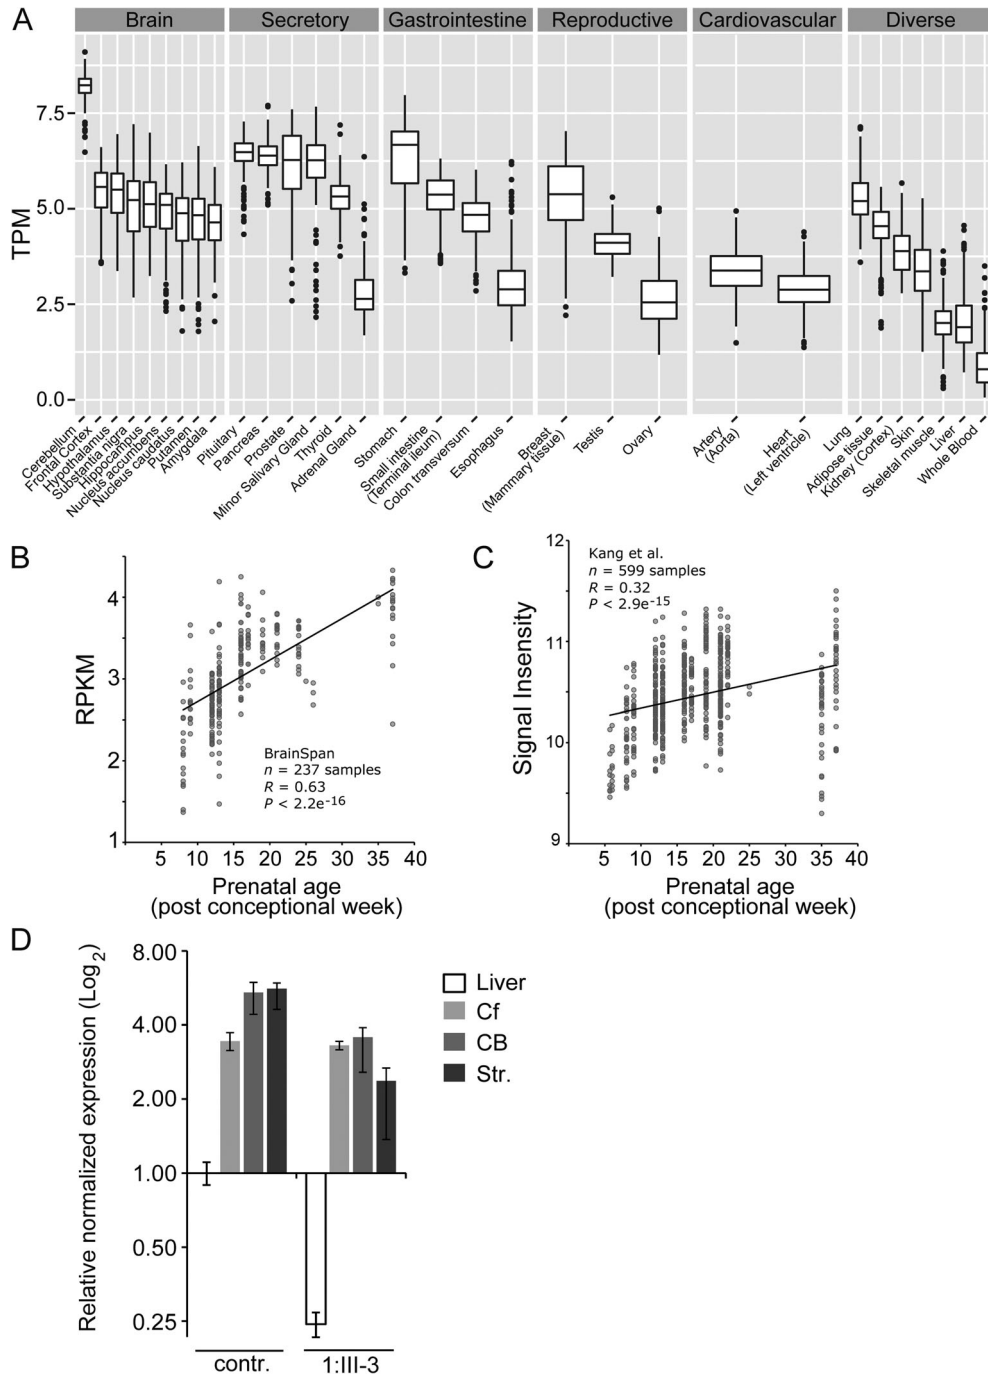 A
Brain
Secretory
Gastrointestine
Reproductive
Cardiovascular
Diverse
TPM
7.5
5.0
2.5
0.0
Cerebellum
Frontal Cortex
Hypothalamus
Substantia nigra
Hippocampus
Nucleus accumbens
Nucleus caudatus
Putamen
Amygdala
Pituitary
Pancreas
Prostate
Minor Salivary Gland
Thyroid
Adrenal Gland
Stomach
Small intestine
(Terminal ileum)
Colon transversum
Esophagus
Breast
(Mammary tissue)
Testis
Ovary
Artery
(Aorta)
Heart
(Left ventricle)
Lung
Adipose tissue
Kidney (Cortex)
Skin
Skeletal muscle
Liver
Whole Blood
B
RPKM
4
3
2
1
BrainSpan
n = 237 samples
R = 0.63
P < 2.2e-16
5 10 15 20 25 30 35 40
Prenatal age
(post conceptional week)
C
Signal Insensity
12
11
10
9
Kang et al.
n = 599 samples
R = 0.32
P < 2.9e-15
5 10 15 20 25 30 35 40
Prenatal age
(post conceptional week)
D
Relative normalized expression (Log2)
8.00
4.00
2.00
1.00
0.50
0.25
Liver
Cf
CB
Str.
contr.
1:III-3